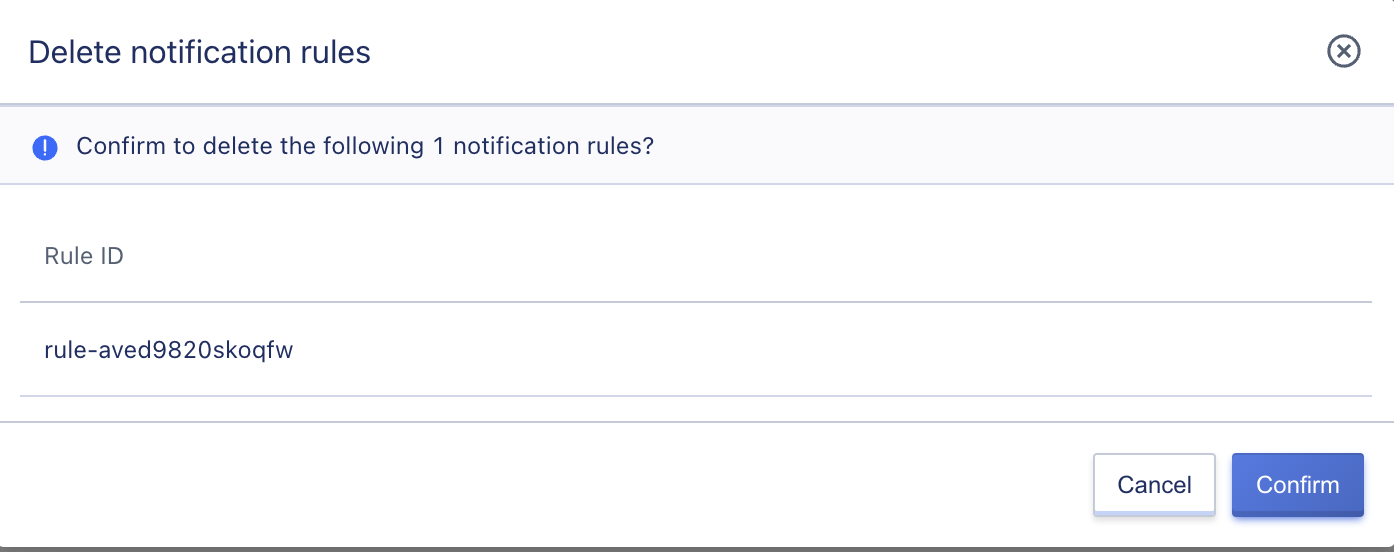 Delete notification rules
Confirm to delete the following 1 notification rules?
Rule ID
rule-aved9820skoqfw
Cancel
Confirm